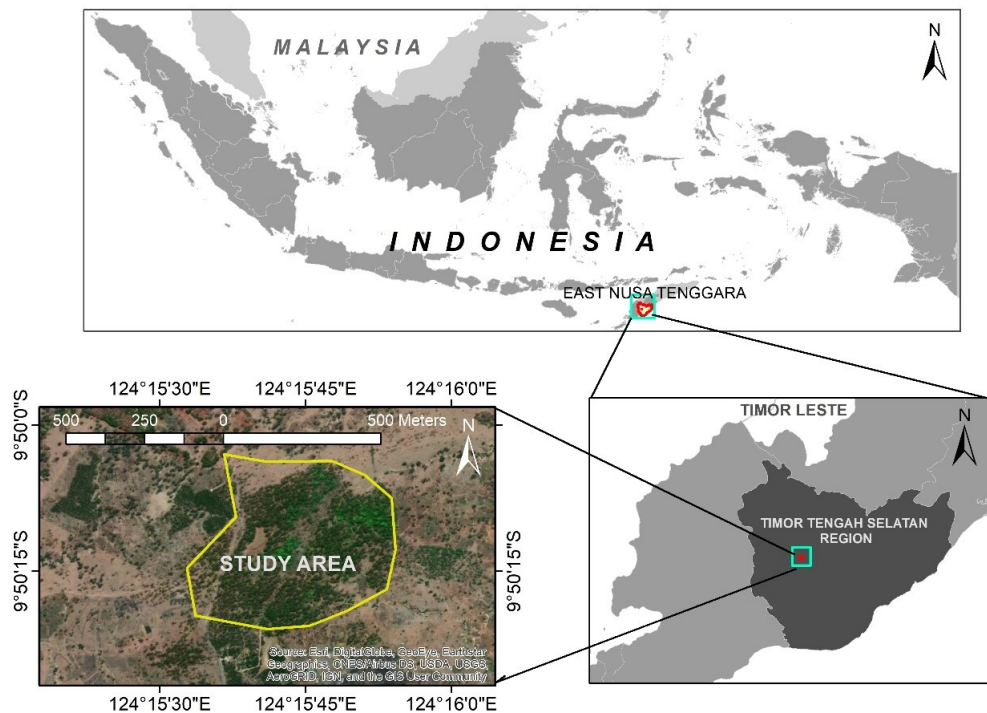 MALAYSIA
N
INDONESIA
EAST NUSA TENGGARA
124°15'30"E 124°15'45"E 124°16'0"E
500 250 0 500 Meters
N
9°50'0"S
9°50'0"S
STUDY AREA
9°50'15"S
9°50'15"S
Source: Esri, DigitalGlobe, GeoEye, Earthstar
Geographics, CNES/Airbus DS, USDA, USGS,
AeroGRID, IGN, and the GIS User Community
124°15'30"E 124°15'45"E 124°16'0"E
TIMOR LESTE
N
TIMOR TENGAH SELATAN
REGION